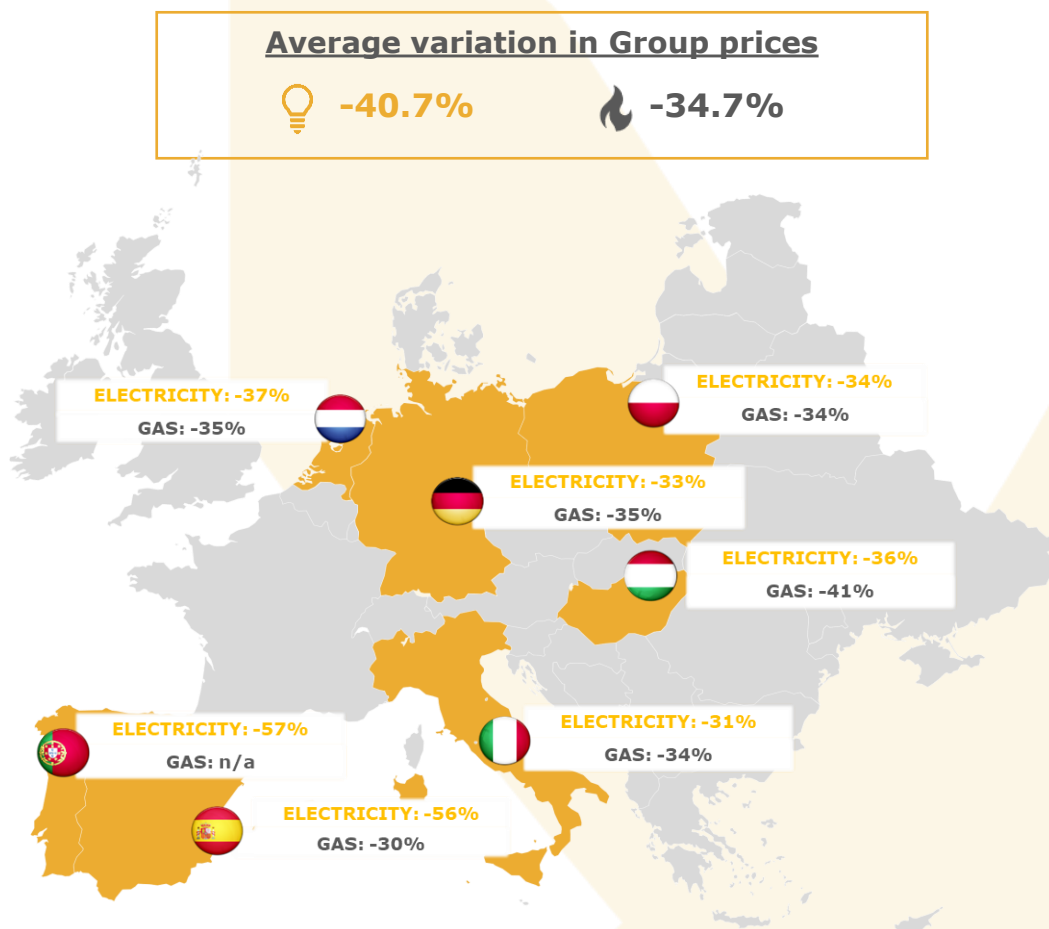 Average variation in Group prices
-40.7%
-34.7%
ELECTRICITY: -37%
GAS: -35%
ELECTRICITY: -34%
GAS: -34%
ELECTRICITY: -33%
GAS: -35%
ELECTRICITY: -36%
GAS: -41%
ELECTRICITY: -57%
GAS: n/a
ELECTRICITY: -31%
GAS: -34%
ELECTRICITY: -56%
GAS: -30%